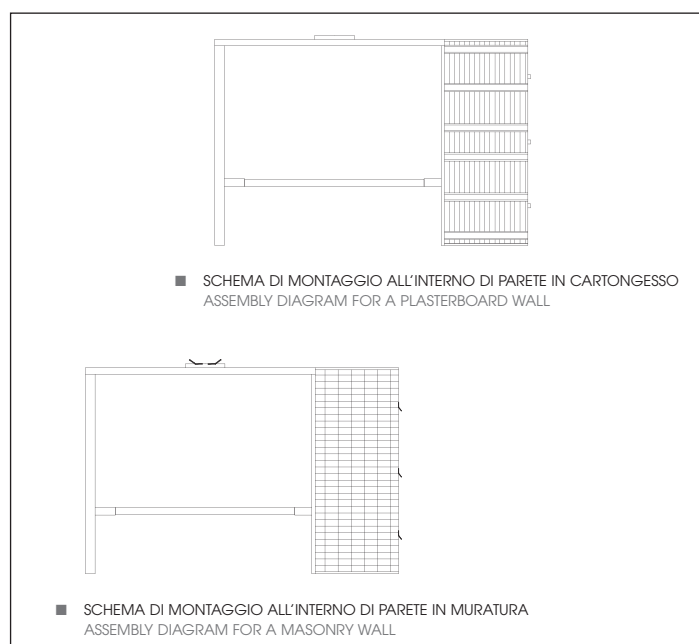 SCHEMA DI MONTAGGIO ALL'INTERNO DI PARETE IN CARTONGESSO
ASSEMBLY DIAGRAM FOR A PLASTERBOARD WALL
SCHEMA DI MONTAGGIO ALL'INTERNO DI PARETE IN MURATURA
ASSEMBLY DIAGRAM FOR A MASONRY WALL